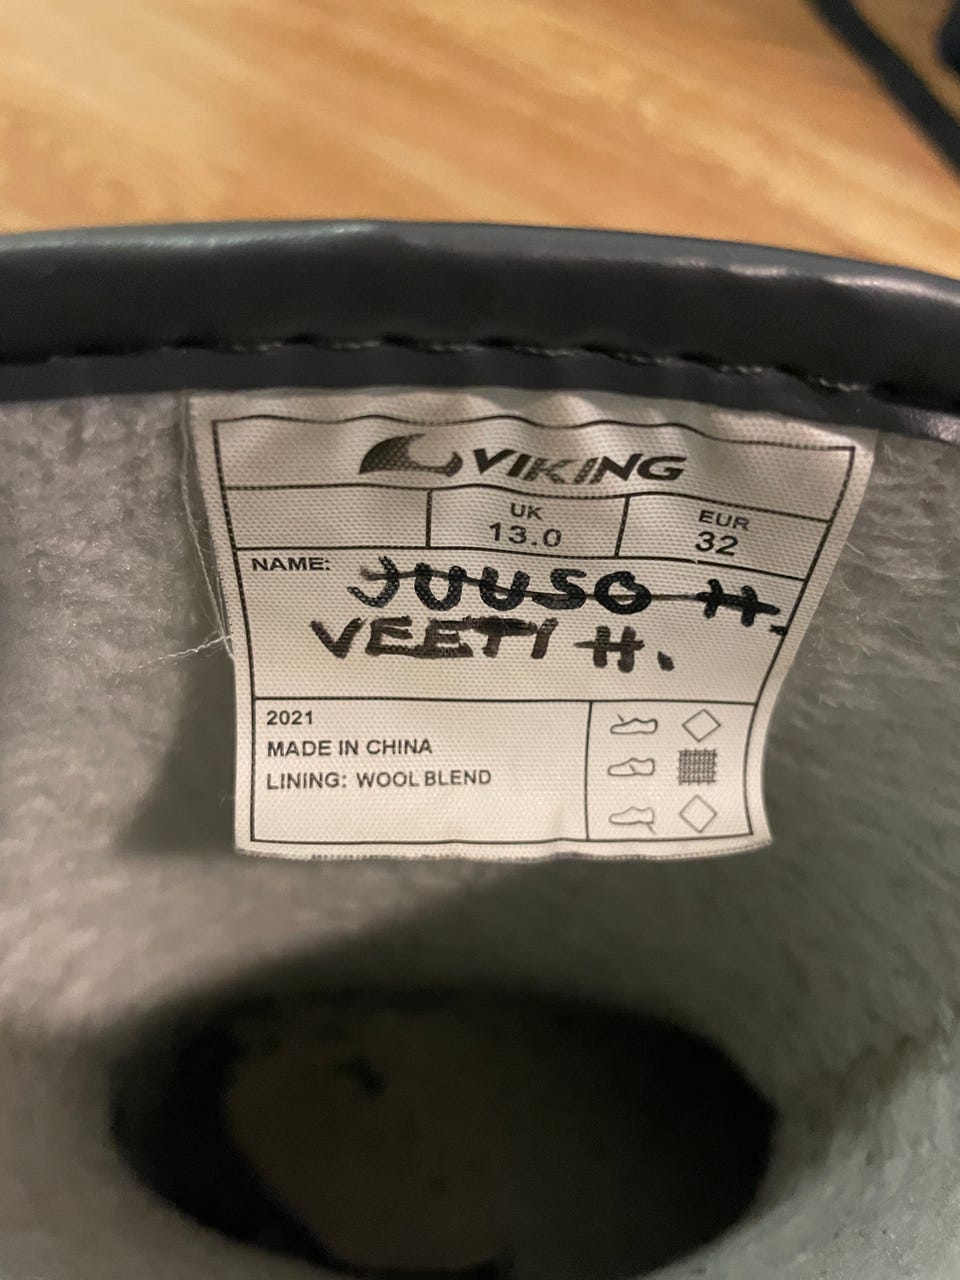 VIKING
UK
13.0
EUR
32
NAME: JUUSO H.
VEETI H.
2021
MADE IN CHINA
LINING: WOOL BLEND